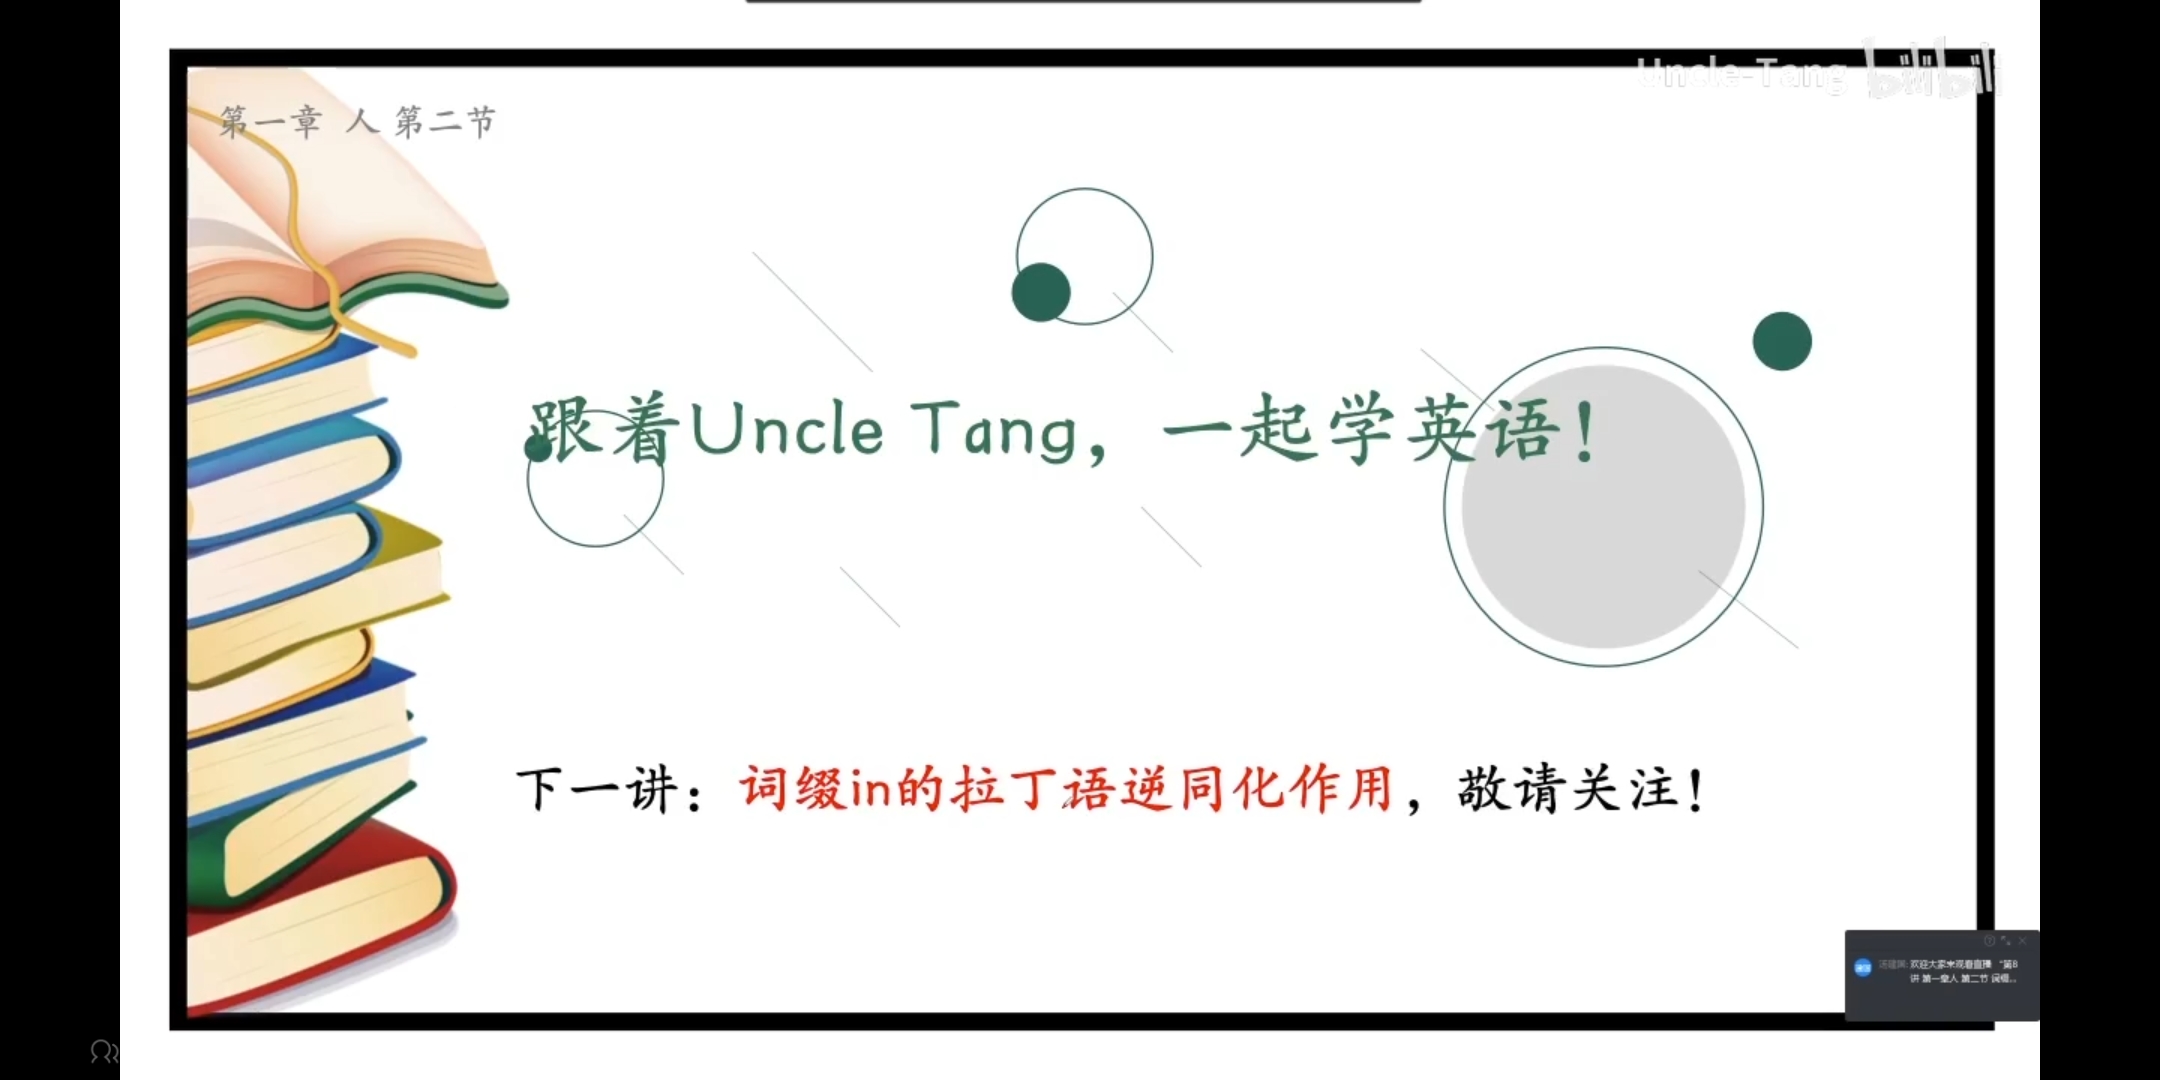 Uncle-Tang bilibili
第一章 人 第二节
跟着Uncle Tang，一起学英语！
下一讲：词缀in的拉丁语逆同化作用，敬请关注！
欢迎大家来观看直播 “第8
讲 第一章人 第二节 词缀...